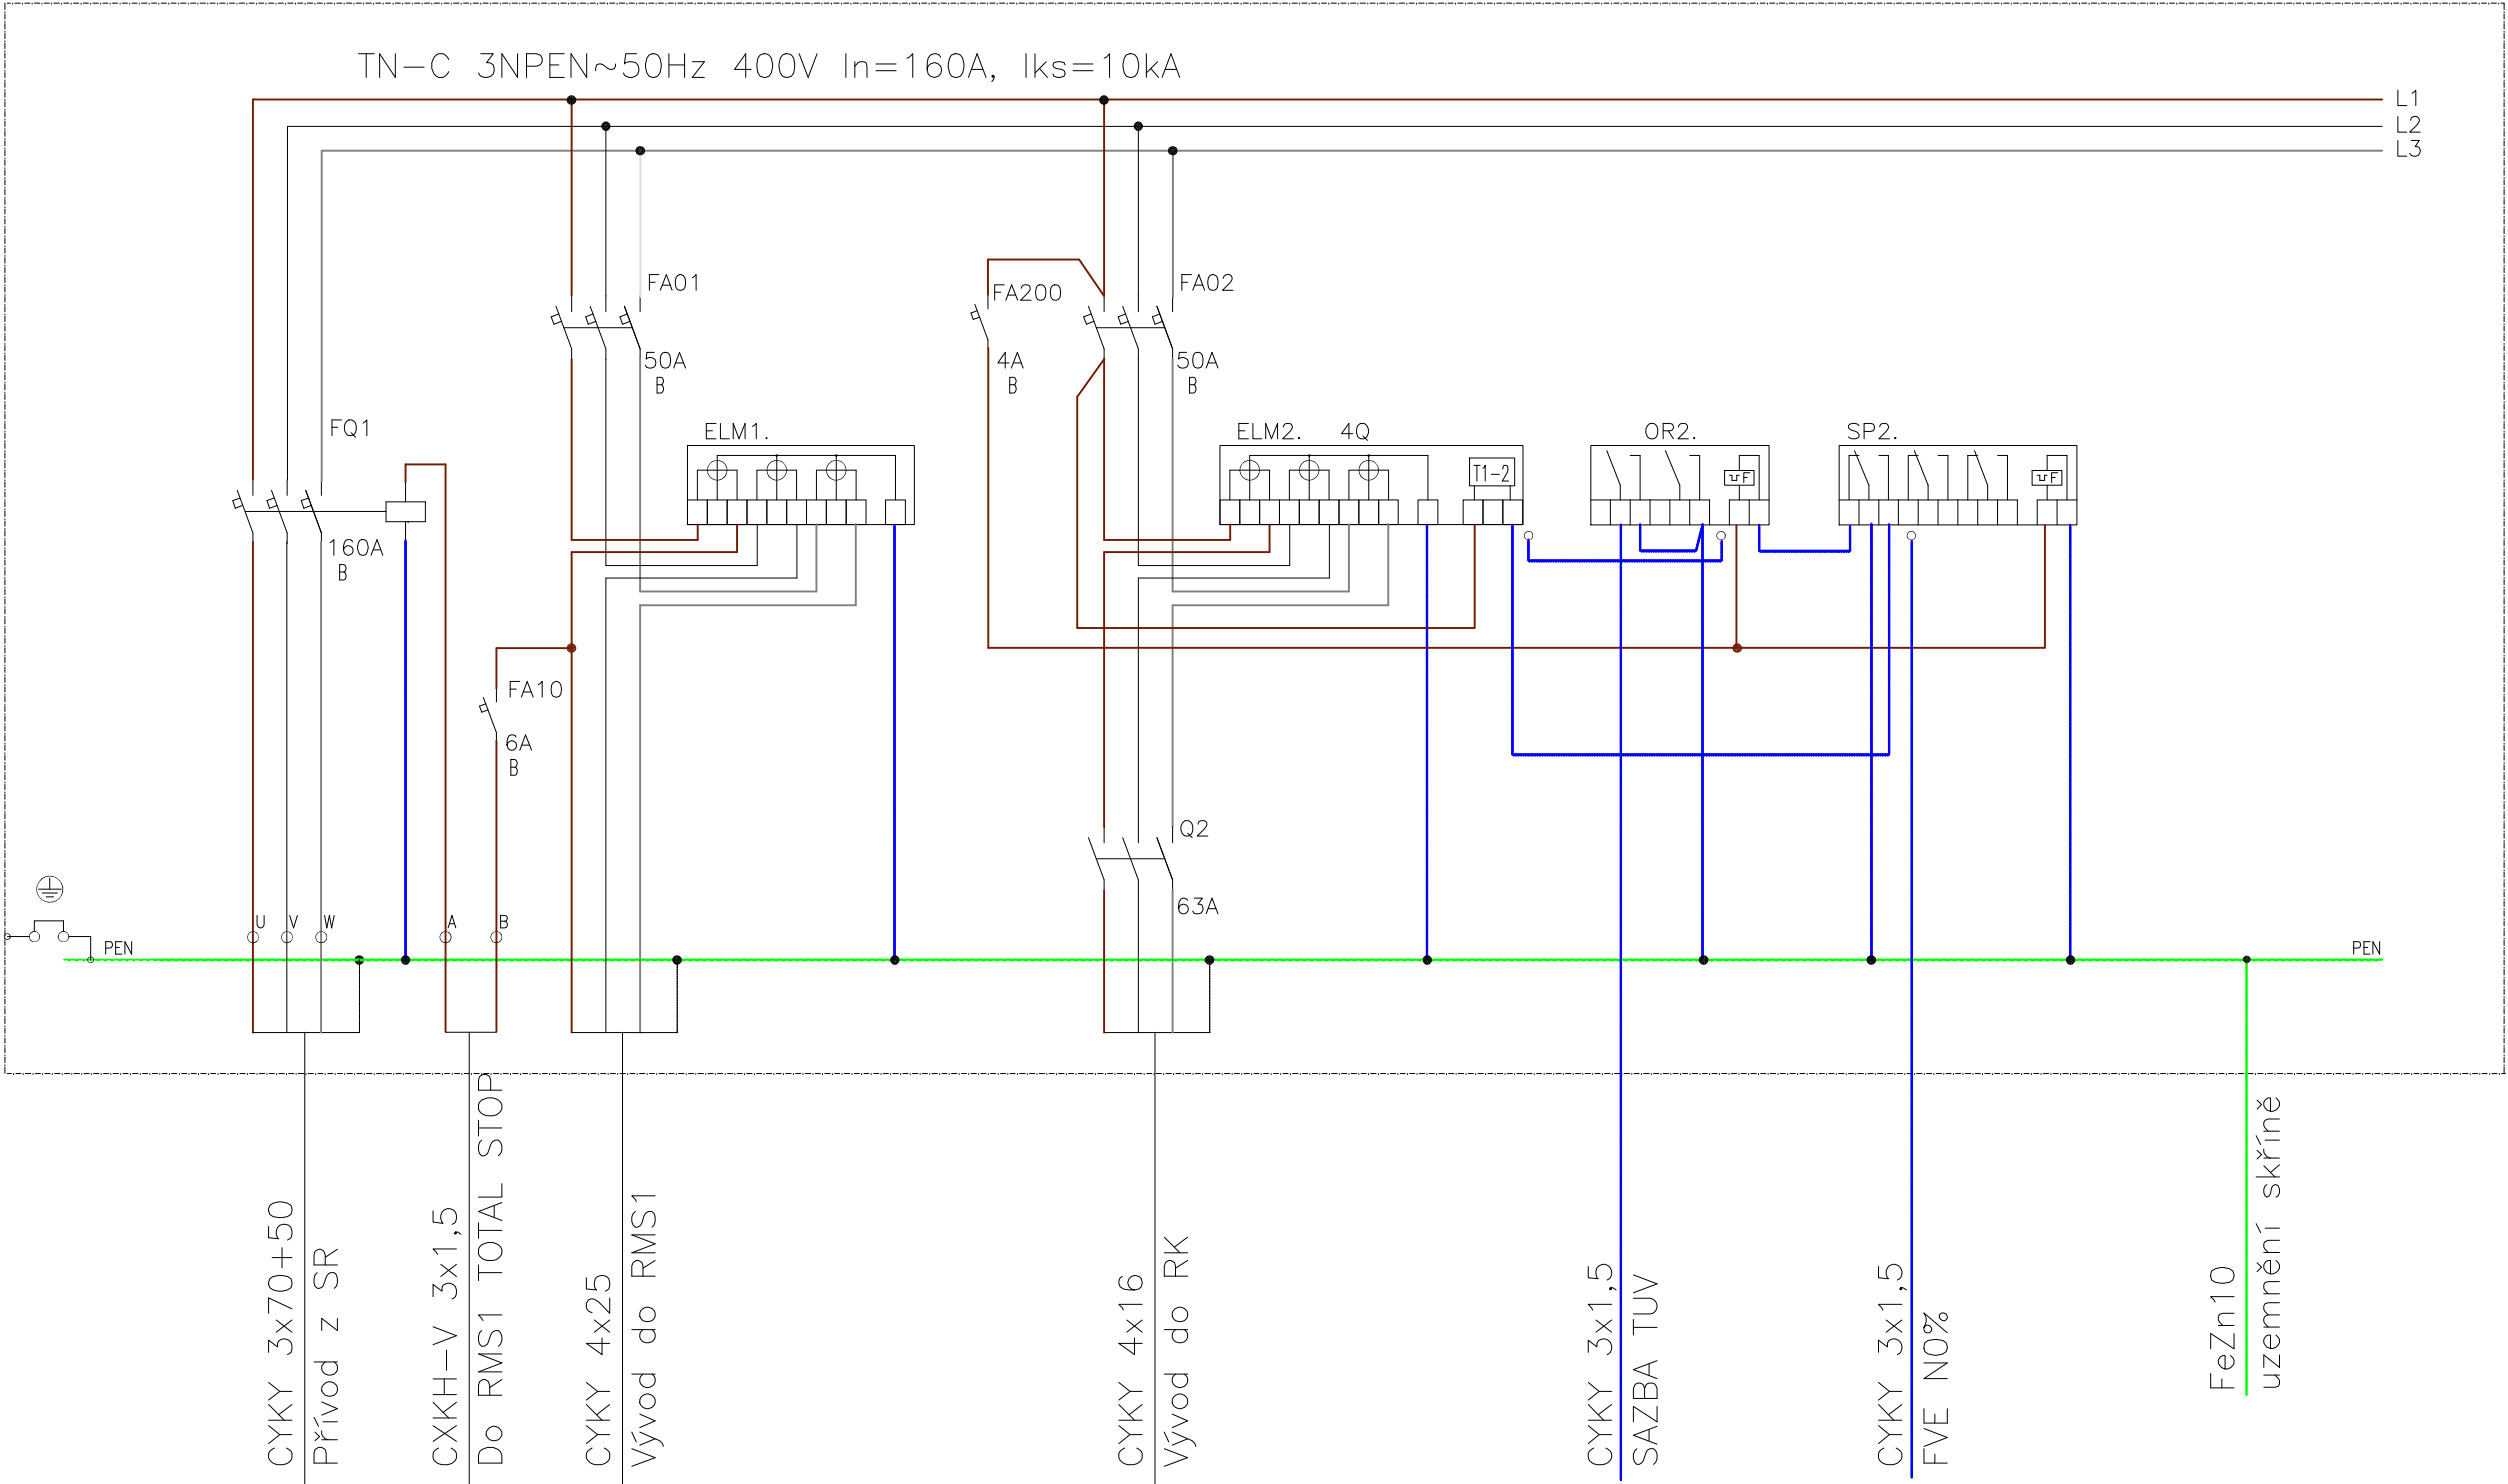 TN-C 3NPEN~50Hz 400V In=160A, Iks=10kA
L1
L2
L3
FA01
FA200
FA02
50A
B
4A
B
50A
B
FQ1
ELM1.
ELM2. 4Q
OR2.
SP2.
T1-2
F
F
160A
B
FA10
6A
B
Q2
63A
U
V
W
A
B
PEN
PEN
CYKY 3x70+50
Přívod z SR
CXKH-V 3x1,5
Do RMS1 TOTAL STOP
CYKY 4x25
Vývod do RMS1
CYKY 4x16
Vývod do RK
CYKY 3x1,5
SAZBA TUV
CYKY 3x1,5
FVE N0%
FeZn10
uzemnění skříně